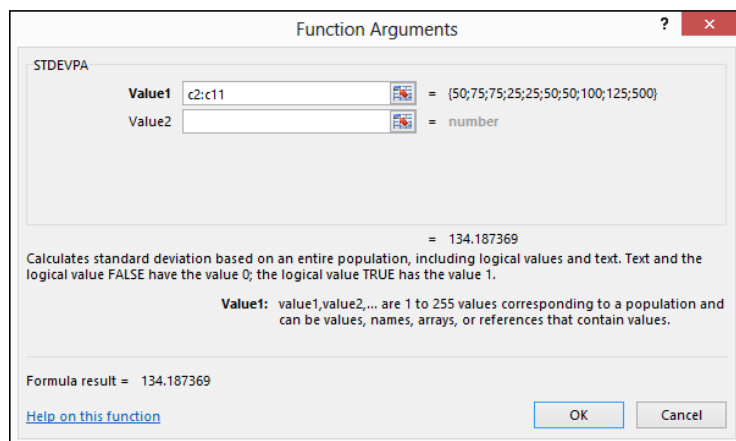 Function Arguments ? ×
STDEVPA
Value1 c2:c11 = {50;75;75;25;25;50;50;100;125;500}
Value2 = number
= 134.187369
Calculates standard deviation based on an entire population, including logical values and text. Text and the
logical value FALSE have the value 0; the logical value TRUE has the value 1.
Value1: value1,value2,... are 1 to 255 values corresponding to a population and
can be values, names, arrays, or references that contain values.
Formula result = 134.187369
Help on this function OK Cancel